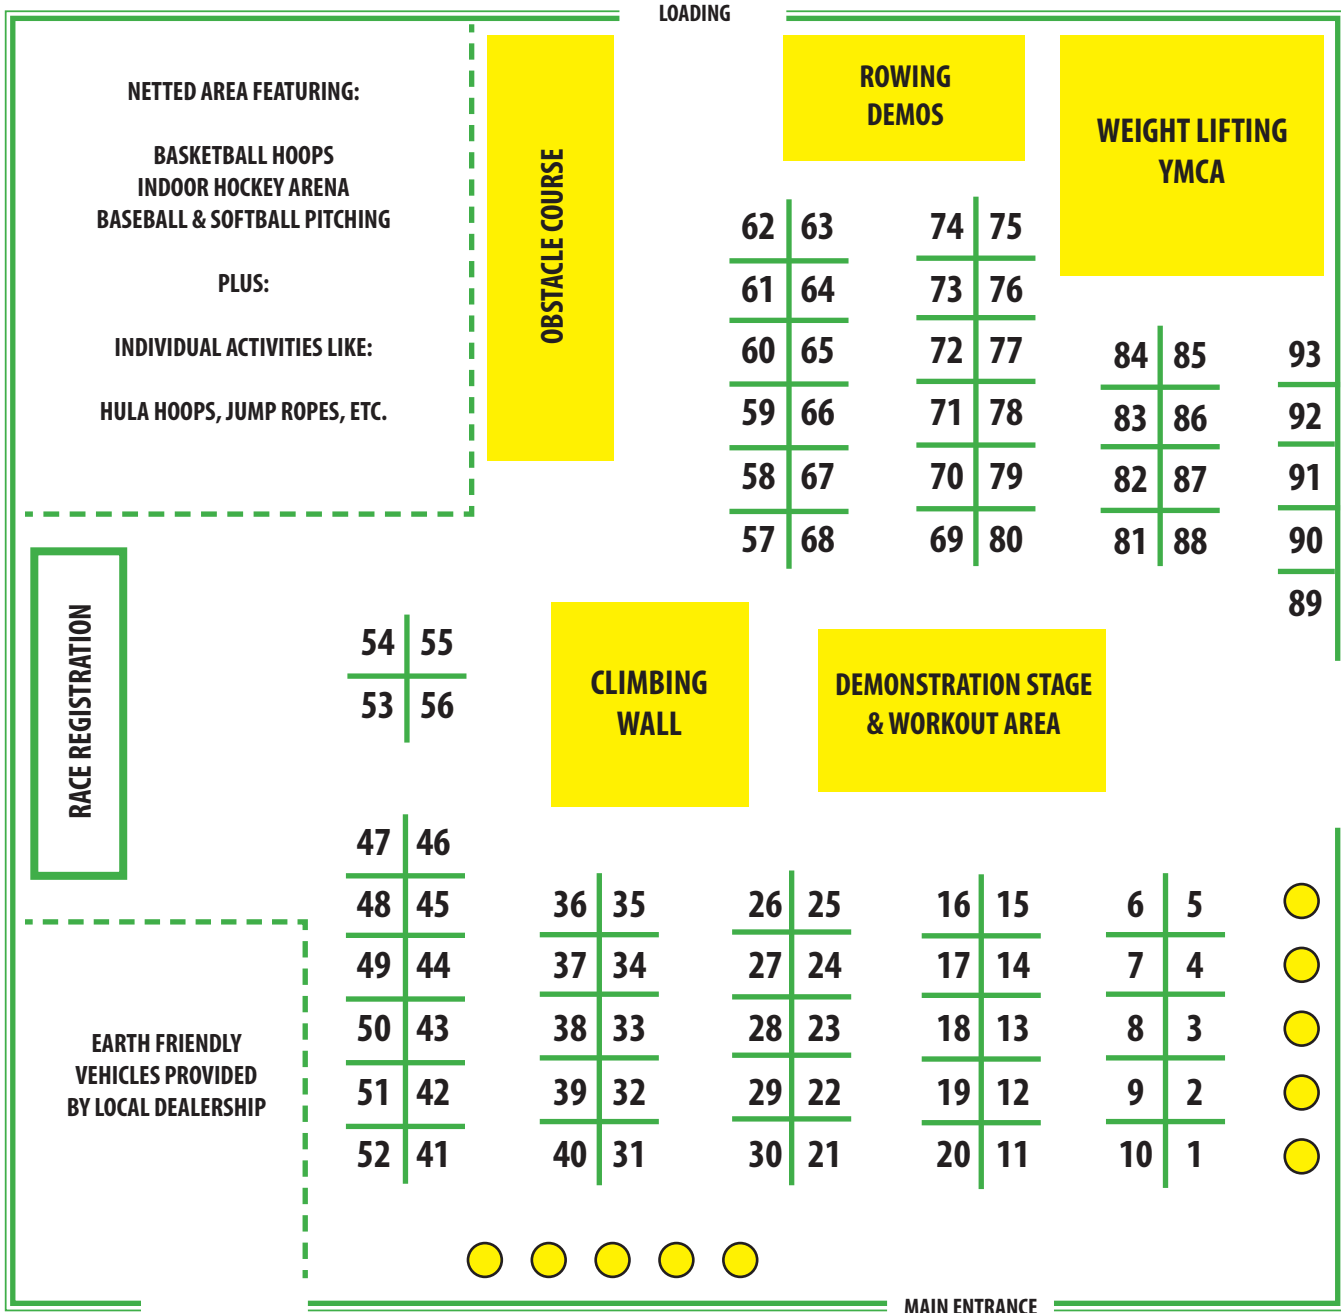 LOADING
NETTED AREA FEATURING:
BASKETBALL HOOPS
INDOOR HOCKEY ARENA
BASEBALL & SOFTBALL PITCHING
PLUS:
INDIVIDUAL ACTIVITIES LIKE:
HULA HOOPS, JUMP ROPES, ETC.
OBSTACLE COURSE
ROWING
DEMOS
WEIGHT LIFTING
YMCA
62 63
61 64
60 65
59 66
58 67
57 68
74 75
73 76
72 77
71 78
70 79
69 80
84 85
83 86
82 87
81 88
93
92
91
90
89
RACE REGISTRATION
54 55
53 56
CLIMBING
WALL
DEMONSTRATION STAGE
& WORKOUT AREA
47 46
48 45
49 44
50 43
51 42
52 41
36 35
37 34
38 33
39 32
40 31
26 25
27 24
28 23
29 22
30 21
16 15
17 14
18 13
19 12
20 11
6 5
7 4
8 3
9 2
10 1
EARTH FRIENDLY
VEHICLES PROVIDED
BY LOCAL DEALERSHIP
MAIN ENTRANCE